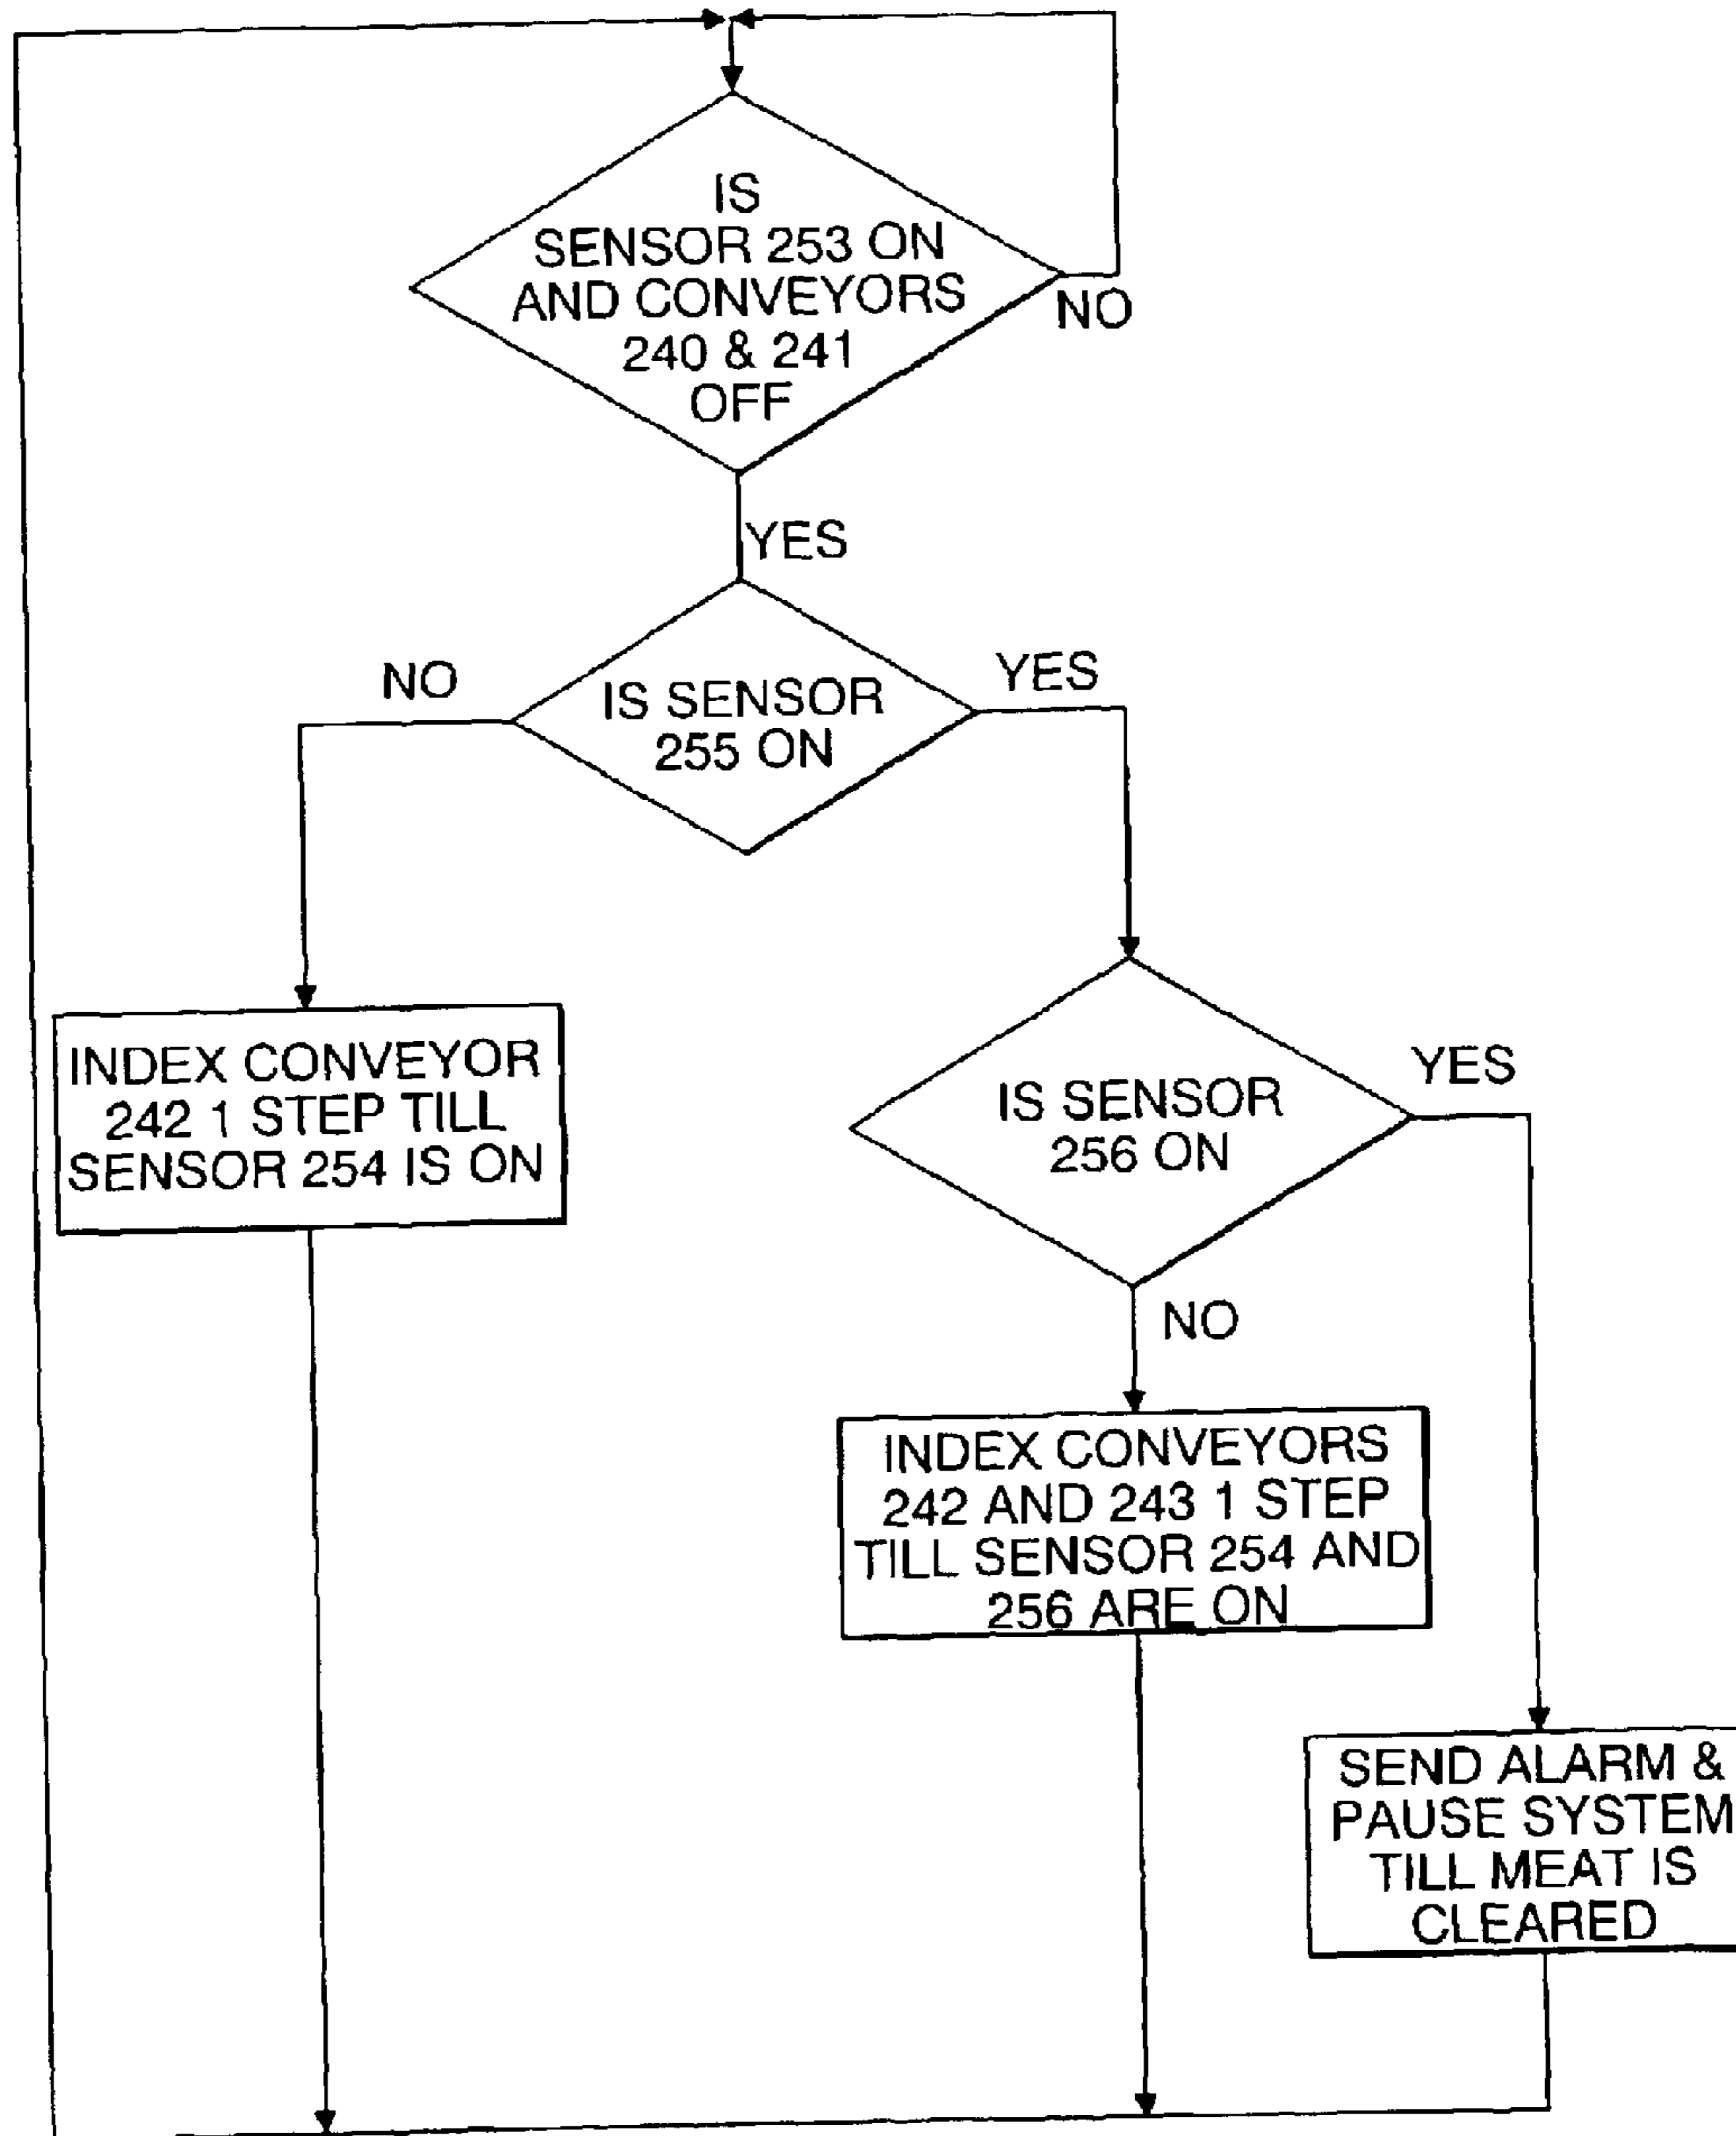 IS
SENSOR 253 ON
AND CONVEYORS
240 & 241
OFF
NO
YES
NO
IS SENSOR
255 ON
YES
INDEX CONVEYOR
242 1 STEP TILL
SENSOR 254 IS ON
IS SENSOR
256 ON
YES
NO
INDEX CONVEYORS
242 AND 243 1 STEP
TILL SENSOR 254 AND
256 ARE ON
SEND ALARM &
PAUSE SYSTEM
TILL MEAT IS
CLEARED